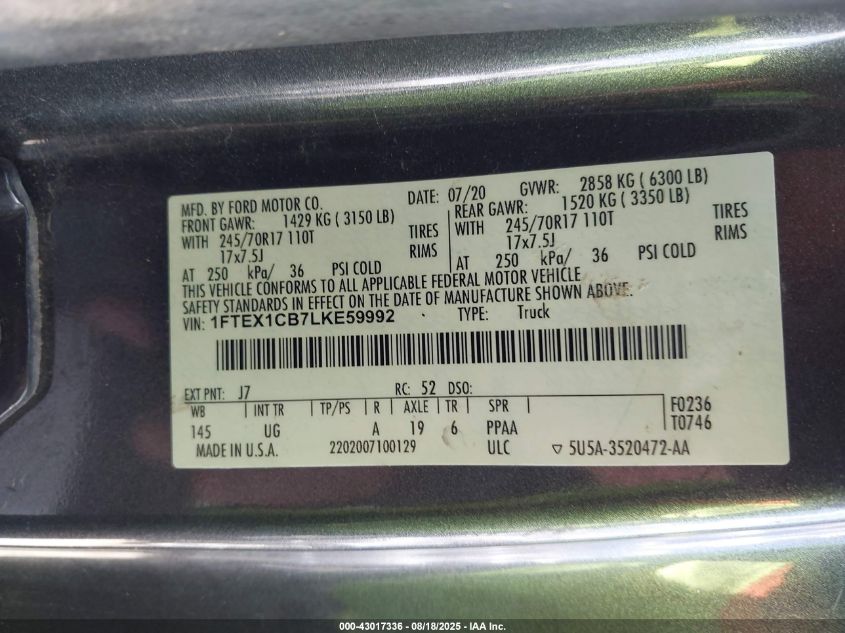 MFD. BY FORD MOTOR CO. DATE: 07/20 GVWR: 2858 KG ( 6300 LB)
FRONT GAWR: 1429 KG ( 3150 LB) REAR GAWR: 1520 KG ( 3350 LB)
WITH 245/70R17 110T TIRES WITH 245/70R17 110T TIRES
17x7.5J RIMS 17x7.5J RIMS
AT 250 kPa/ 36 PSI COLD AT 250 kPa/ 36 PSI COLD
THIS VEHICLE CONFORMS TO ALL APPLICABLE FEDERAL MOTOR VEHICLE
SAFETY STANDARDS IN EFFECT ON THE DATE OF MANUFACTURE SHOWN ABOVE.
VIN: 1FTEX1CB7LKE59992 TYPE: Truck
EXT PNT: J7 RC: 52 DSO:
WB INT TR TP/PS R AXLE TR SPR F0236
145 UG A 19 6 PPAA T0746
MADE IN U.S.A. 2202007100129 ULC ▽ 5U5A-3520472-AA
000-43017336 - 08/18/2025 - IAA Inc.